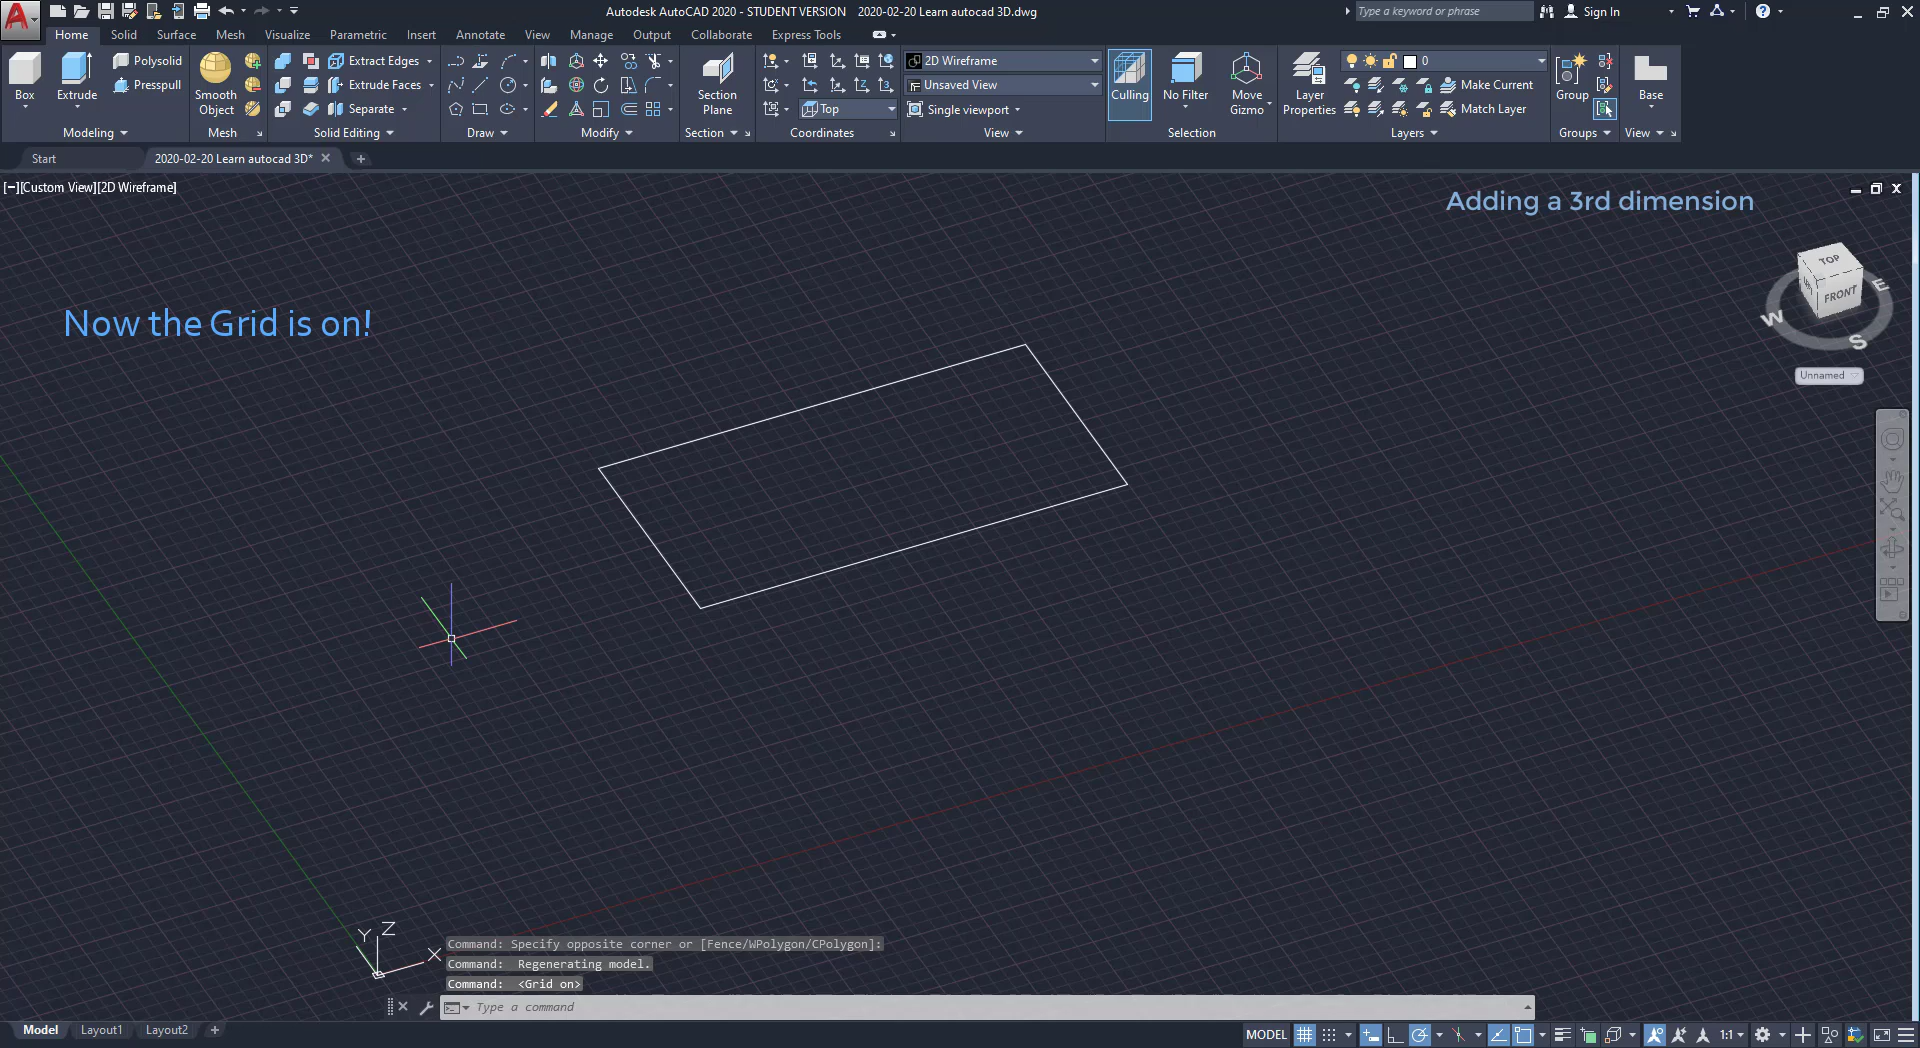 Autodesk AutoCAD 2020 - STUDENT VERSION 2020-02-20 Learn autocad 3D.dwg
Type a keyword or phrase
Sign In
Home Solid Surface Mesh Visualize Parametric Insert Annotate View Manage Output Collaborate Express Tools
Polysolid Extract Edges 2D Wireframe 0
Presspull Extrude Faces Unsaved View Make Current
Box Extrude Smooth Object Separate Section Plane Top Single viewport Culling No Filter Move Gizmo Layer Properties Match Layer Group Base
Modeling Mesh Solid Editing Draw Modify Section Coordinates View Selection Layers Groups View
Start 2020-02-20 Learn autocad 3D*
[−][Custom View][2D Wireframe]
Adding a 3rd dimension
TOP
FRONT
E
W
S
Unnamed
Now the Grid is on!
Y Z
X
Command: Specify opposite corner or [Fence/WPolygon/CPolygon]:
Command: Regenerating model.
Command: <Grid on>
Type a command
Model Layout1 Layout2
MODEL 1:1